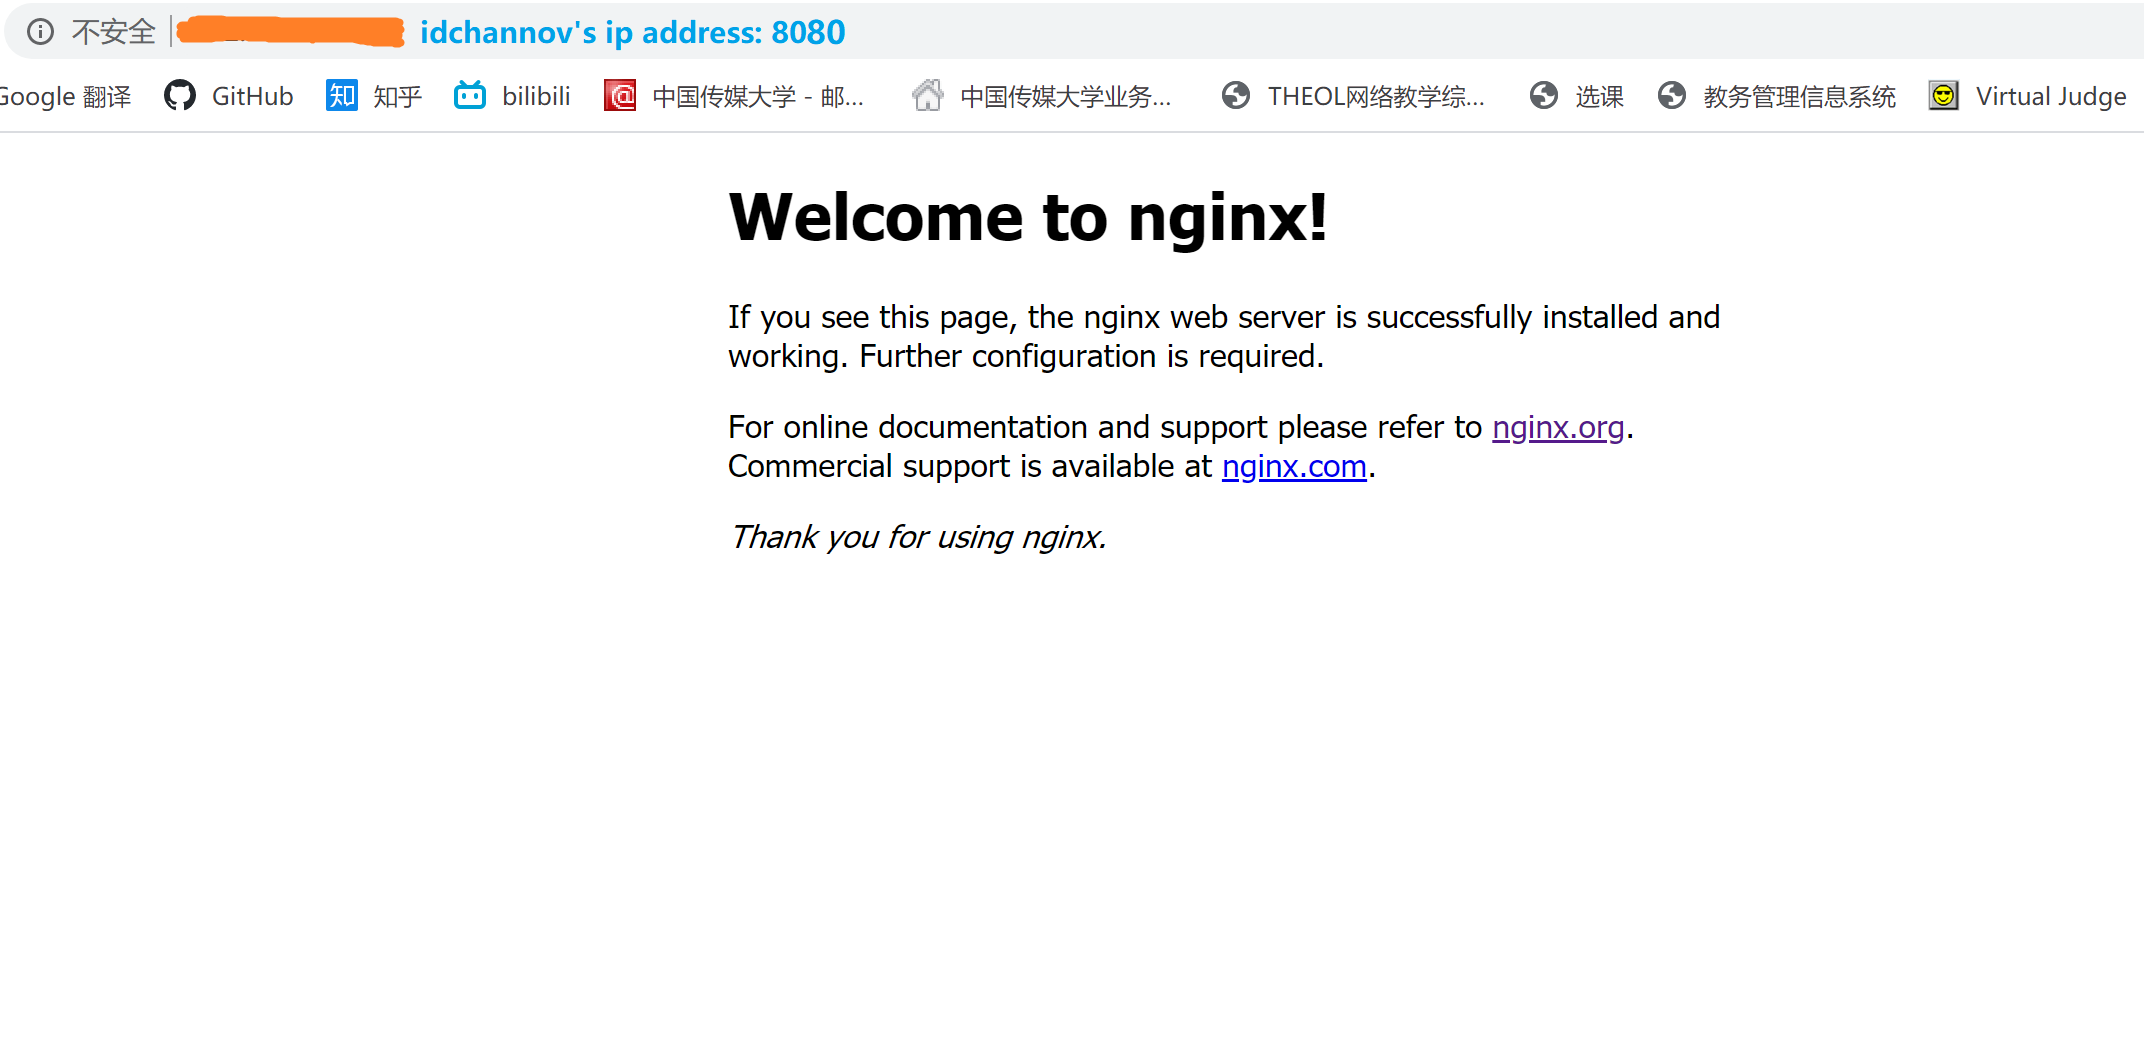 不安全 idchannov's ip address: 8080
Google 翻译 GitHub 知 知乎 bilibili 中国传媒大学 - 邮... 中国传媒大学业务... THEOL网络教学综... 选课 教务管理信息系统 Virtual Judge
Welcome to nginx!
If you see this page, the nginx web server is successfully installed and
working. Further configuration is required.
For online documentation and support please refer to nginx.org.
Commercial support is available at nginx.com.
Thank you for using nginx.